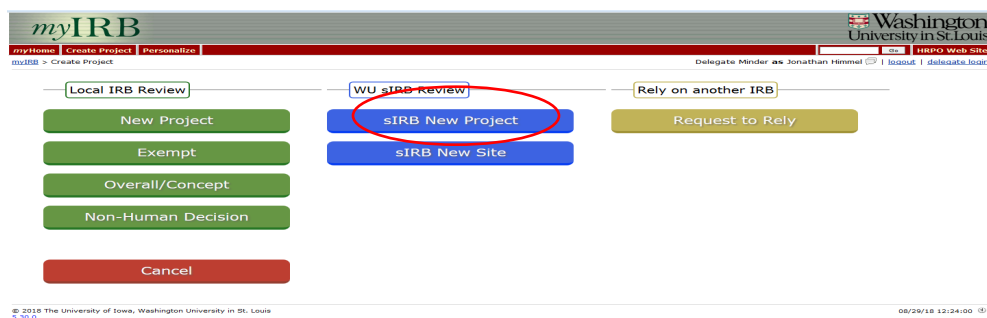 myIRB
Washington
University in St.Louis
myHome Create Project Personalize
Go HRPO Web Site
myIRB > Create Project
Delegate Minder as Jonathan Himmel | logout | delegate login
Local IRB Review
WU sIRB Review
Rely on another IRB
New Project
sIRB New Project
Request to Rely
Exempt
sIRB New Site
Overall/Concept
Non-Human Decision
Cancel
© 2018 The University of Iowa, Washington University in St. Louis
08/29/18 12:24:00
5.30.0